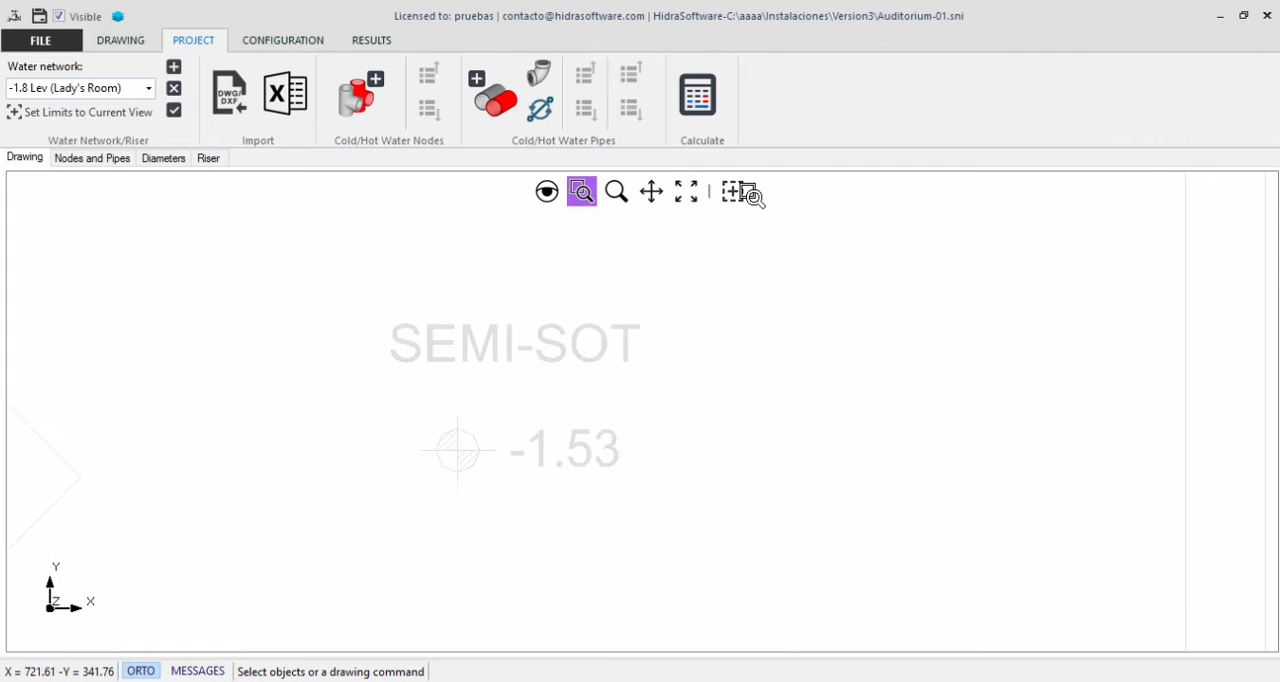 Visible
Licensed to: pruebas | contacto@hidrasoftware.com | HidraSoftware-C:\aaaa\Instalaciones\Version3\Auditorium-01.sni
FILE DRAWING PROJECT CONFIGURATION RESULTS
Water network:
-1.8 Lev (Lady's Room)
Set Limits to Current View
DWG/
DXF
X
Water Network/Riser Import Cold/Hot Water Nodes Cold/Hot Water Pipes Calculate
Drawing Nodes and Pipes Diameters Riser
SEMI-SOT
-1.53
Y
Z X
X = 721.61 -Y = 341.76 ORTO MESSAGES Select objects or a drawing command